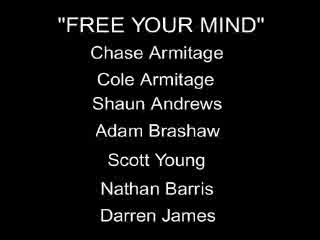 "FREE YOUR MIND"
Chase Armitage
Cole Armitage
Shaun Andrews
Adam Brashaw
Scott Young
Nathan Barris
Darren James